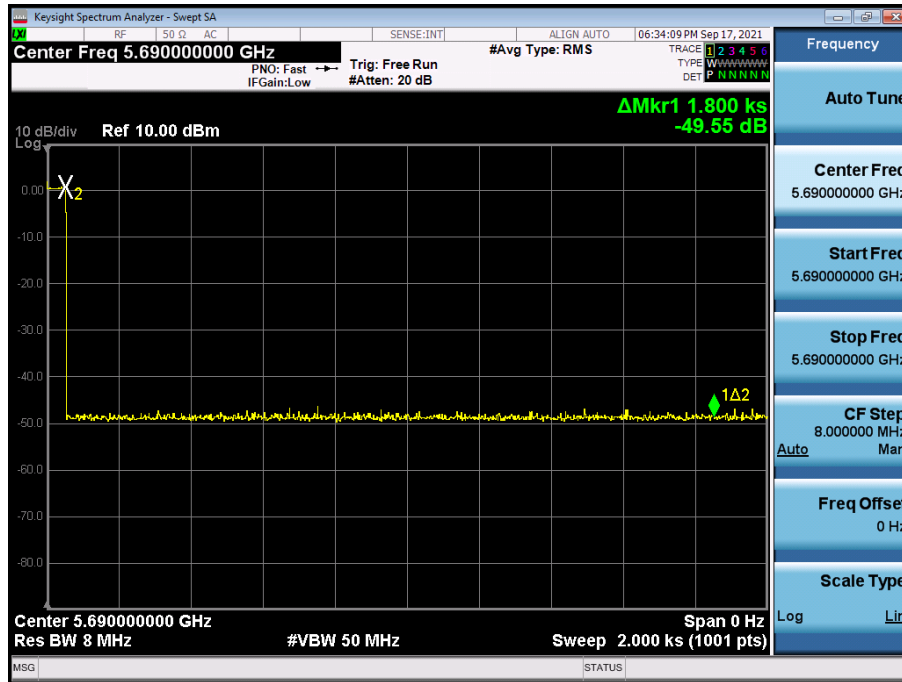 Keysight Spectrum Analyzer - Swept SA
LXI RF 50 Ω AC SENSE:INT ALIGN AUTO 06:34:09 PM Sep 17, 2021
Center Freq 5.690000000 GHz
PNO: Fast
IFGain:Low
Trig: Free Run
#Atten: 20 dB
#Avg Type: RMS
TRACE 1 2 3 4 5 6
TYPE WWWWWW
DET P N N N N N
ΔMkr1 1.800 ks
-49.55 dB
10 dB/div Ref 10.00 dBm
Log
0.00
-10.0
-20.0
-30.0
-40.0
-50.0
-60.0
-70.0
-80.0
X2
1Δ2
Center 5.690000000 GHz Span 0 Hz
Res BW 8 MHz #VBW 50 MHz Sweep 2.000 ks (1001 pts)
MSG STATUS
Frequency
Auto Tune
Center Freq
5.690000000 GHz
Start Freq
5.690000000 GHz
Stop Freq
5.690000000 GHz
CF Step
8.000000 MHz
Auto Man
Freq Offset
0 Hz
Scale Type
Log Lin